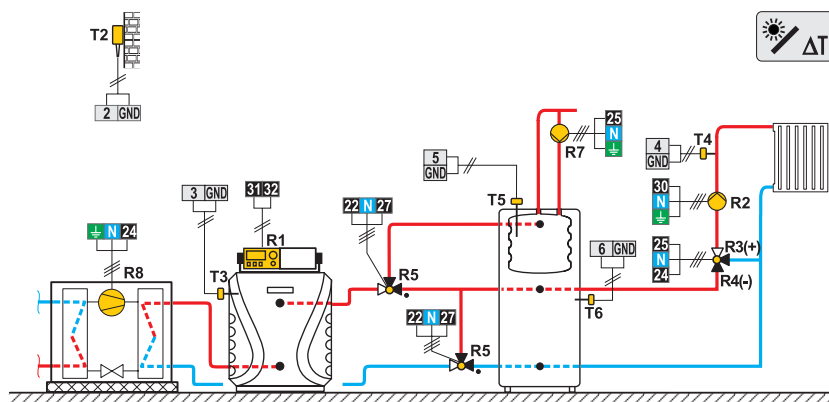 T2
2 GND
ΔT
25
N
R7
5
GND
T5
4
GND
T4
30
N
R2
25
N
24
R3(+)
R4(-)
3 GND
31 32
22 N 27
R1
T3
R5
6 GND
T6
N 24
R8
22 N 27
R5